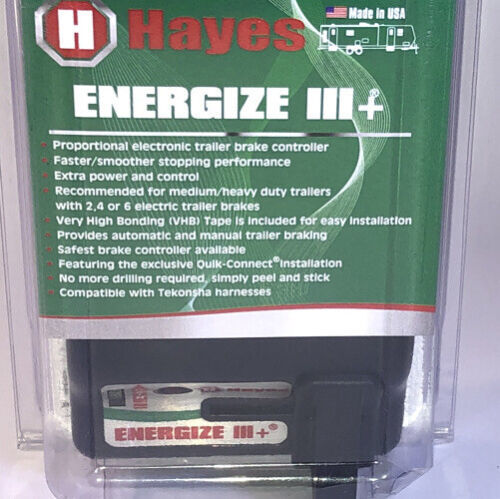 H Hayes
Made in USA
ENERGIZE III+®
• Proportional electronic trailer brake controller
• Faster/smoother stopping performance
• Extra power and control
• Recommended for medium/heavy duty trailers
with 2,4 or 6 electric trailer brakes
• Very High Bonding (VHB) Tape is included for easy installation
• Provides automatic and manual trailer braking
• Safest brake controller available
• Featuring the exclusive Quik-Connect® installation
• No more drilling required, simply peel and stick
• Compatible with Tekonsha harnesses
H Hayes
ENERGIZE III+®